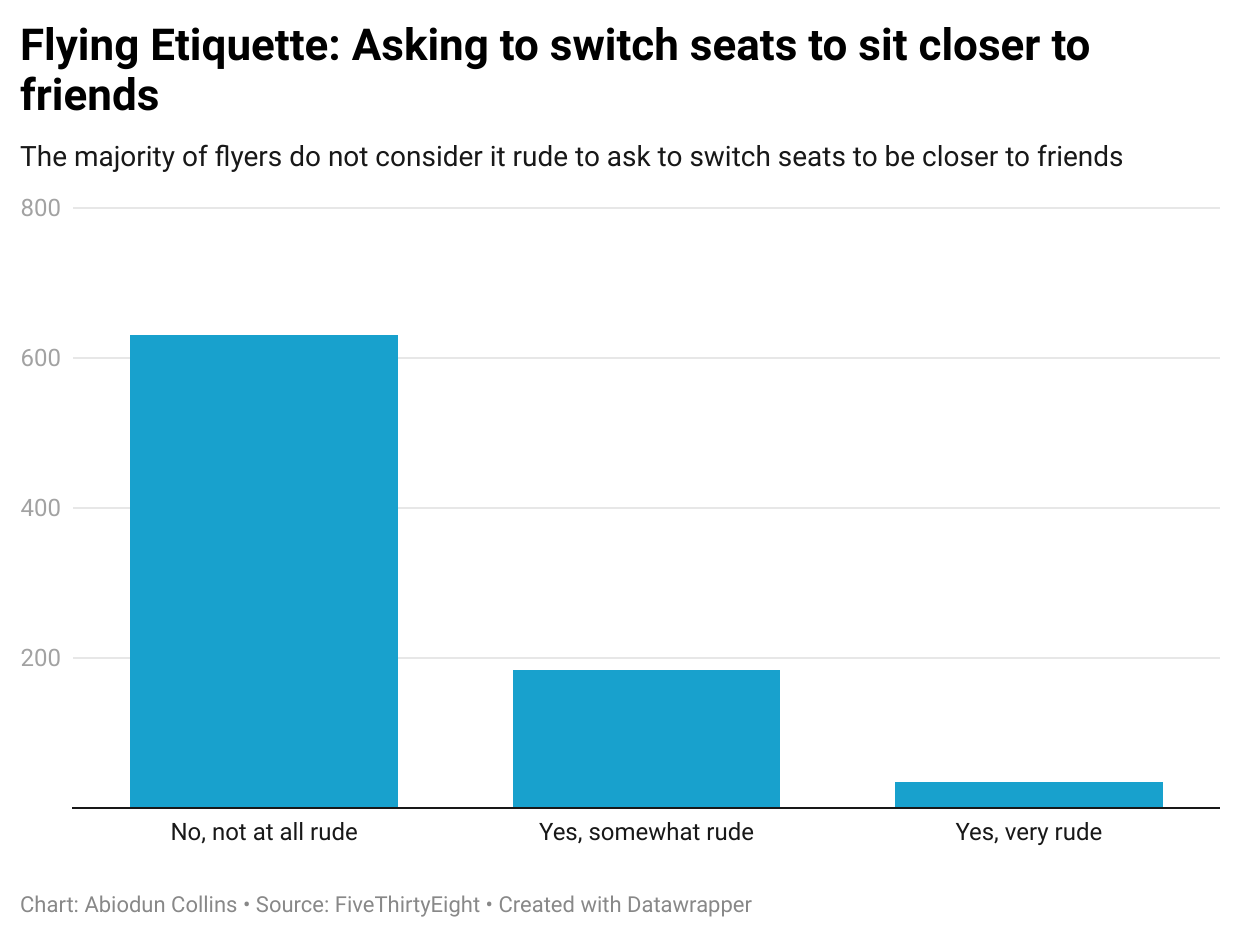 Flying Etiquette: Asking to switch seats to sit closer to
friends
The majority of flyers do not consider it rude to ask to switch seats to be closer to friends
800
600
400
200
No, not at all rude
Yes, somewhat rude
Yes, very rude
Chart: Abiodun Collins • Source: FiveThirtyEight • Created with Datawrapper